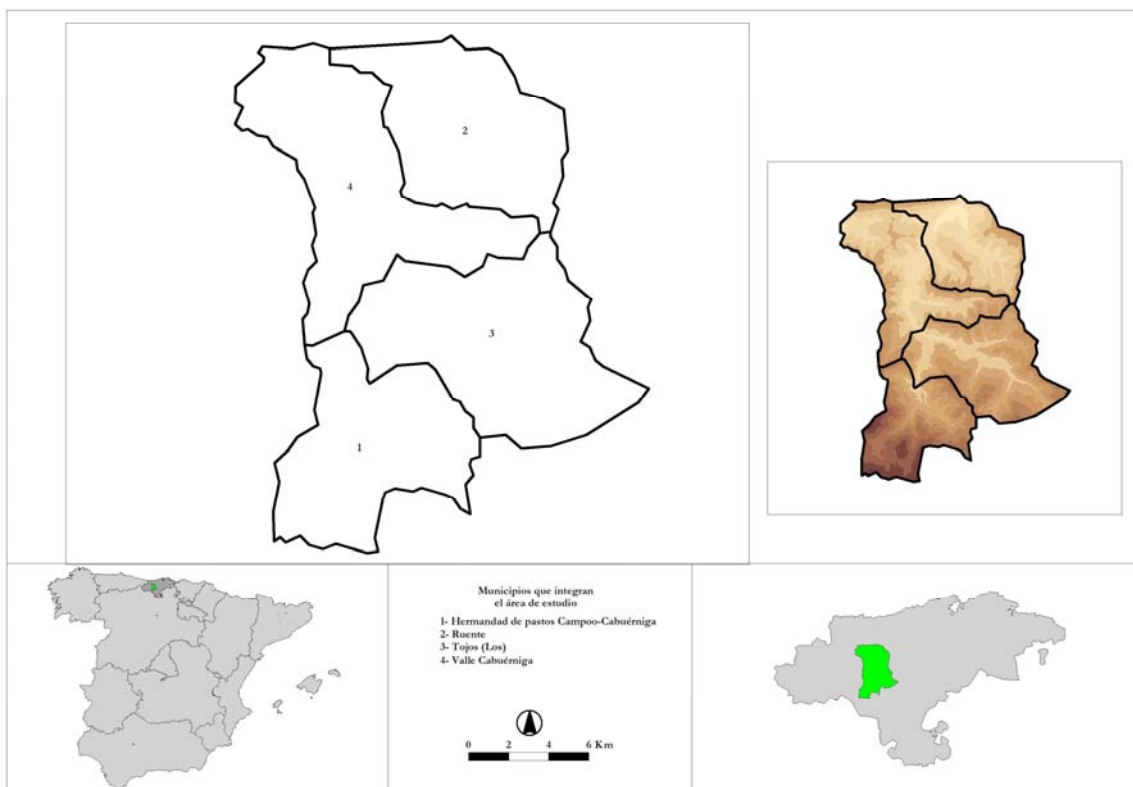 2
4
3
1
Municipios que integran
el área de estudio
1- Hermandad de pastos Campoo-Cabuérniga
2- Ruente
3- Tojos (Los)
4- Valle Cabuérniga
0 2 4 6 Km